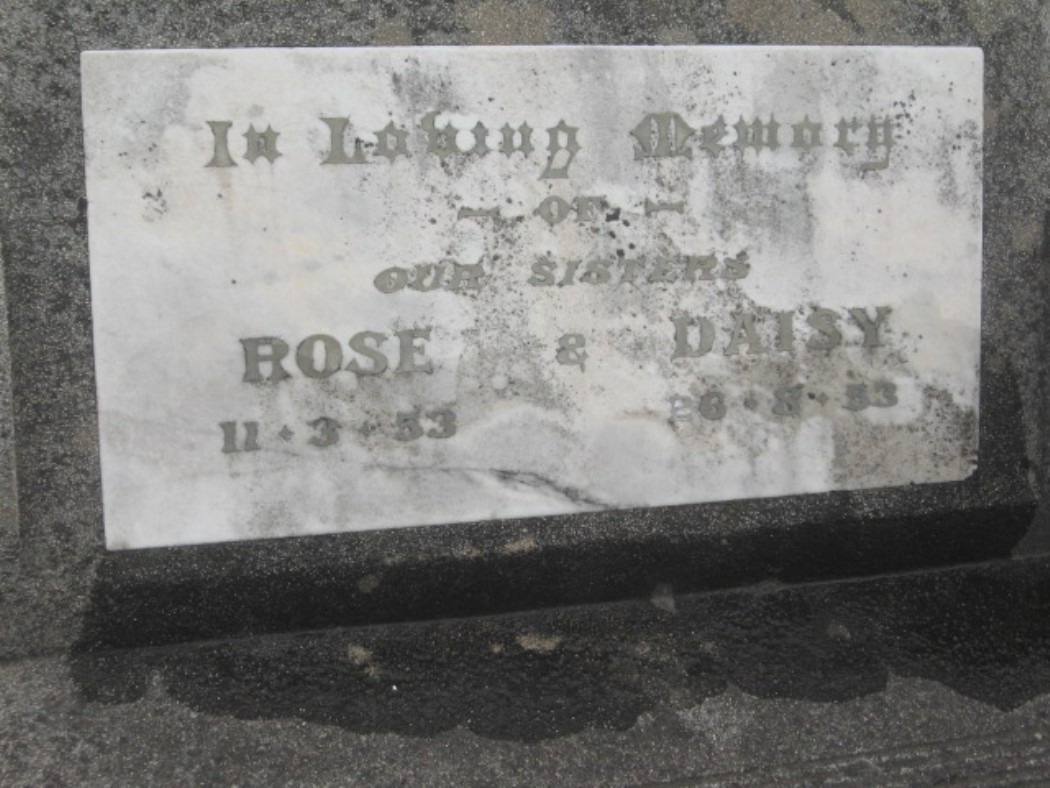 In Loving Memory
— OF —
OUR SISTERS
ROSE & DAISY
11·3·53 26·8·53